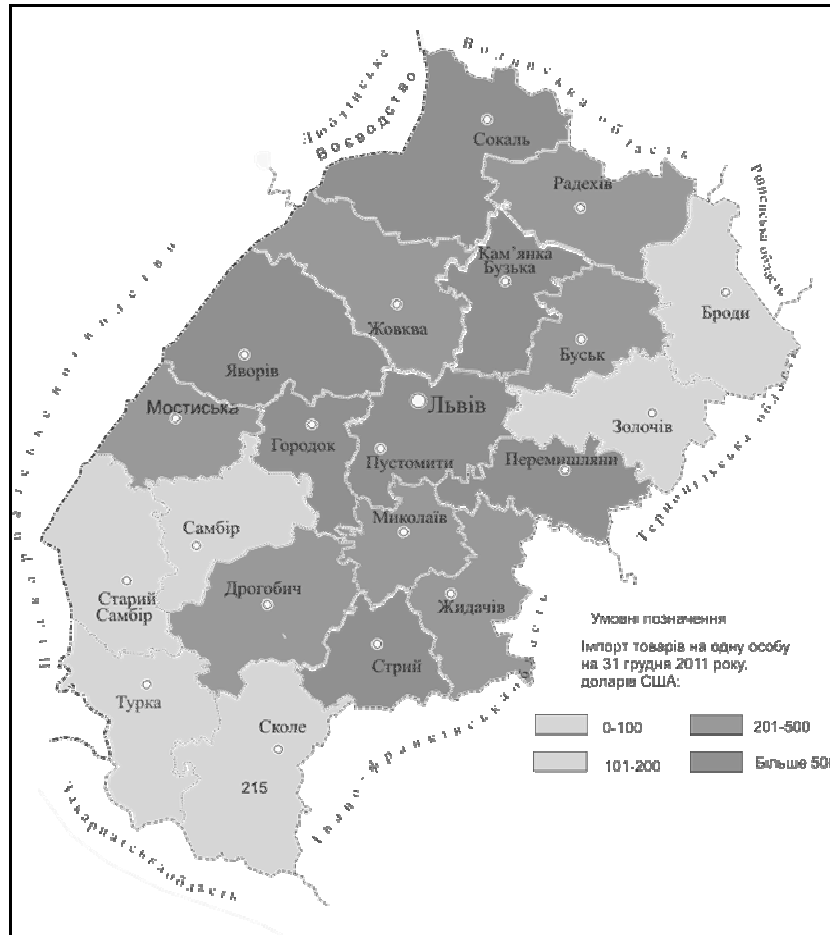 Люблінське
Воєводство
Волинська область
Рівненська область
Сокаль
Радехів
Кам’янка
Бузька
Броди
Жовква
Буськ
Яворів
Мостиська
Львів
Золочів
Городок
Пустомити
Перемишляни
Тернопільська область
Самбір
Миколаїв
Старий
Самбір
Дрогобич
Жидачів
Стрий
Турка
Сколе
215
Івано-франківська область
Закарпатська область
Умовні позначення
Імпорт товарів на одну особу
на 31 грудня 2011 року,
доларів США:
0-100
201-500
101-200
Більше 500